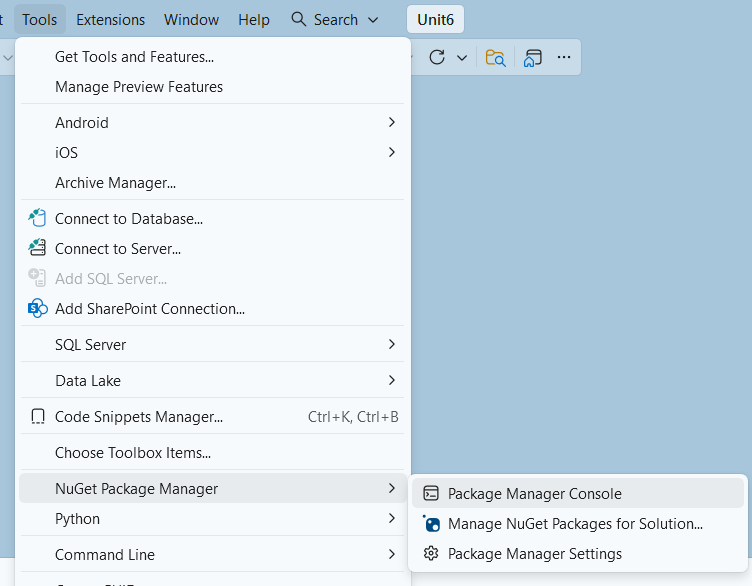 Tools Extensions Window Help Search Unit6
Get Tools and Features...
Manage Preview Features
Android
iOS
Archive Manager...
Connect to Database...
Connect to Server...
Add SQL Server...
Add SharePoint Connection...
SQL Server
Data Lake
Code Snippets Manager... Ctrl+K, Ctrl+B
Choose Toolbox Items...
NuGet Package Manager
Package Manager Console
Python
Manage NuGet Packages for Solution...
Command Line
Package Manager Settings